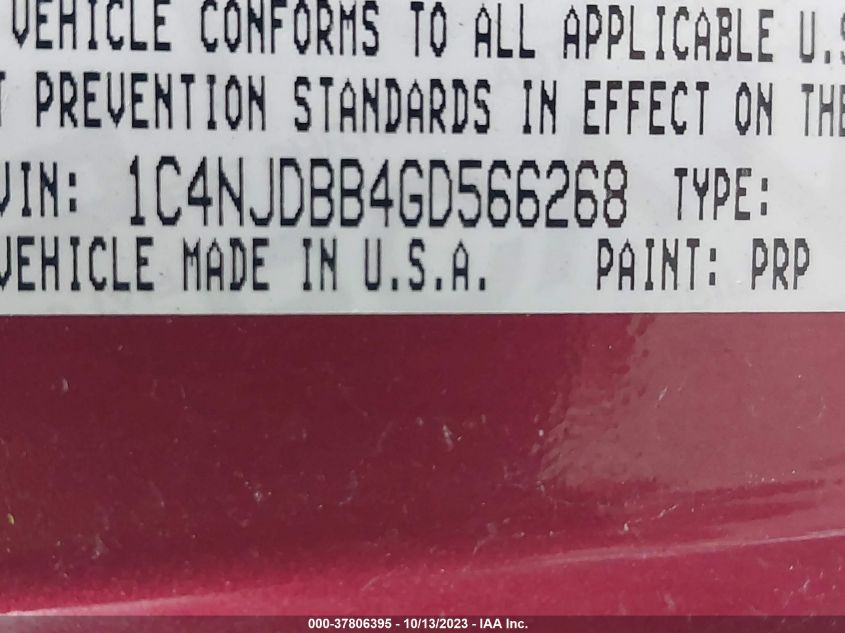 VEHICLE CONFORMS TO ALL APPLICABLE U.S
T PREVENTION STANDARDS IN EFFECT ON THE
VIN: 1C4NJDBB4GD566268 TYPE:
VEHICLE MADE IN U.S.A. PAINT: PRP
000-37806395 - 10/13/2023 - IAA Inc.